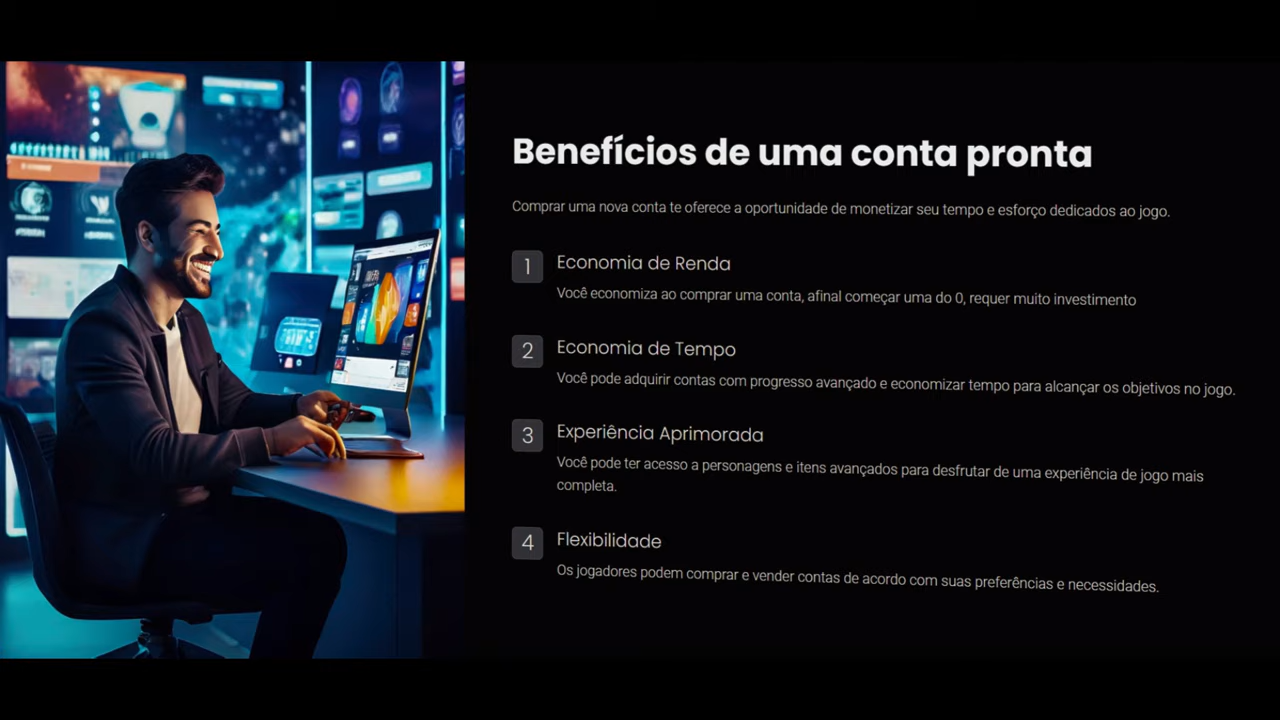 Benefícios de uma conta pronta
Comprar uma nova conta te oferece a oportunidade de monetizar seu tempo e esforço dedicados ao jogo.
1 Economia de Renda
Você economiza ao comprar uma conta, afinal começar uma do 0, requer muito investimento
2 Economia de Tempo
Você pode adquirir contas com progresso avançado e economizar tempo para alcançar os objetivos no jogo.
3 Experiência Aprimorada
Você pode ter acesso a personagens e itens avançados para desfrutar de uma experiência de jogo mais
completa.
4 Flexibilidade
Os jogadores podem comprar e vender contas de acordo com suas preferências e necessidades.